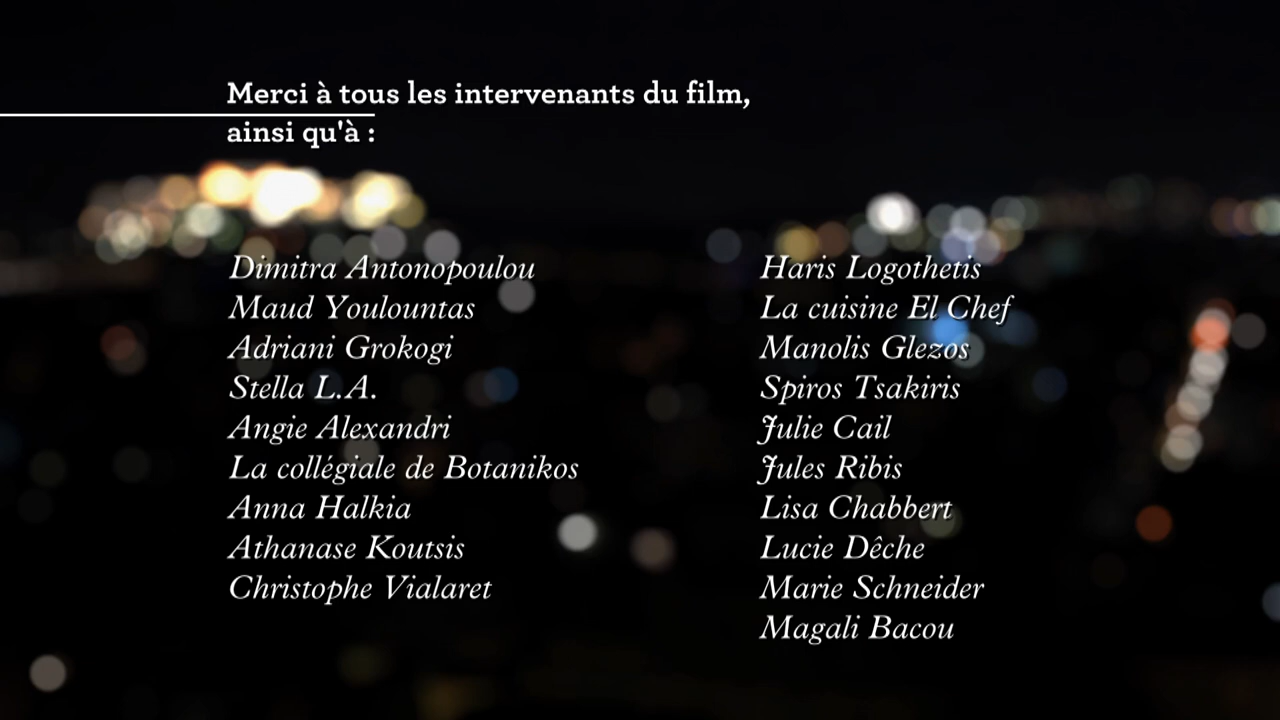 Merci à tous les intervenants du film,
ainsi qu'à :
Dimitra Antonopoulou
Maud Youlountas
Adriani Grokogi
Stella L.A.
Angie Alexandri
La collégiale de Botanikos
Anna Halkia
Athanase Koutsis
Christophe Vialaret
Haris Logothetis
La cuisine El Chef
Manolis Glezos
Spiros Tsakiris
Julie Cail
Jules Ribis
Lisa Chabbert
Lucie Dêche
Marie Schneider
Magali Bacou